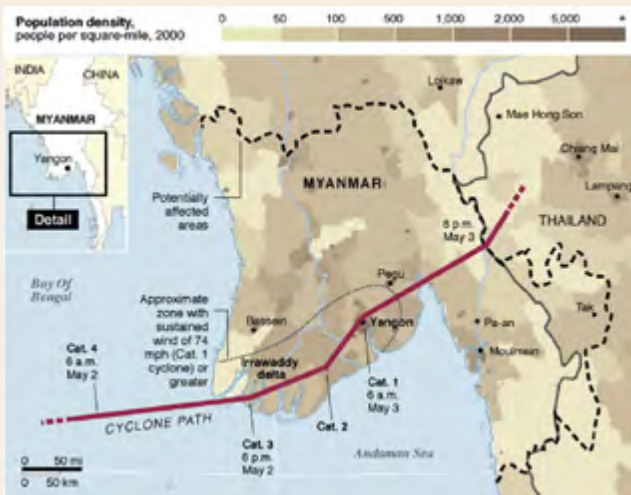 Population density,
people per square-mile, 2000
0 50 100 500 1,000 2,000 5,000 +
INDIA
CHINA
MYANMAR
Yangon
Detail
Loikaw
Mae Hong Son
Chiang Mai
Lampang
MYANMAR
THAILAND
Potentially
affected
areas
6 p.m.
May 3
Bay Of
Bengal
Pegu
Approximate
zone with
sustained
wind of 74
mph (Cat. 1
cyclone) or
greater
Bassein
Yangon
Tak
Pa-an
Moulmein
Cat. 4
6 a.m.
May 2
Irrawaddy
delta
Cat. 1
6 a.m.
May 3
CYCLONE PATH
Cat. 2
Cat. 3
6 p.m.
May 2
Andaman Sea
0 50 mi
0 50 km